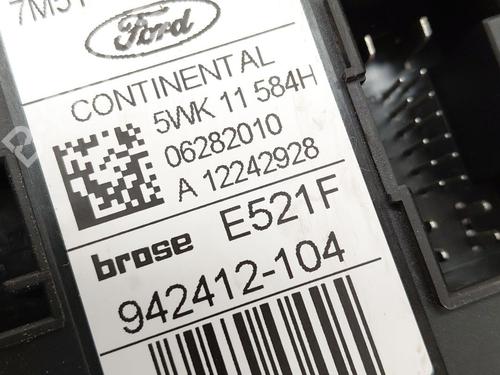 Ford
CONTINENTAL
5WK 11 584H
06282010
A 12242928
brose E521F
942412-104